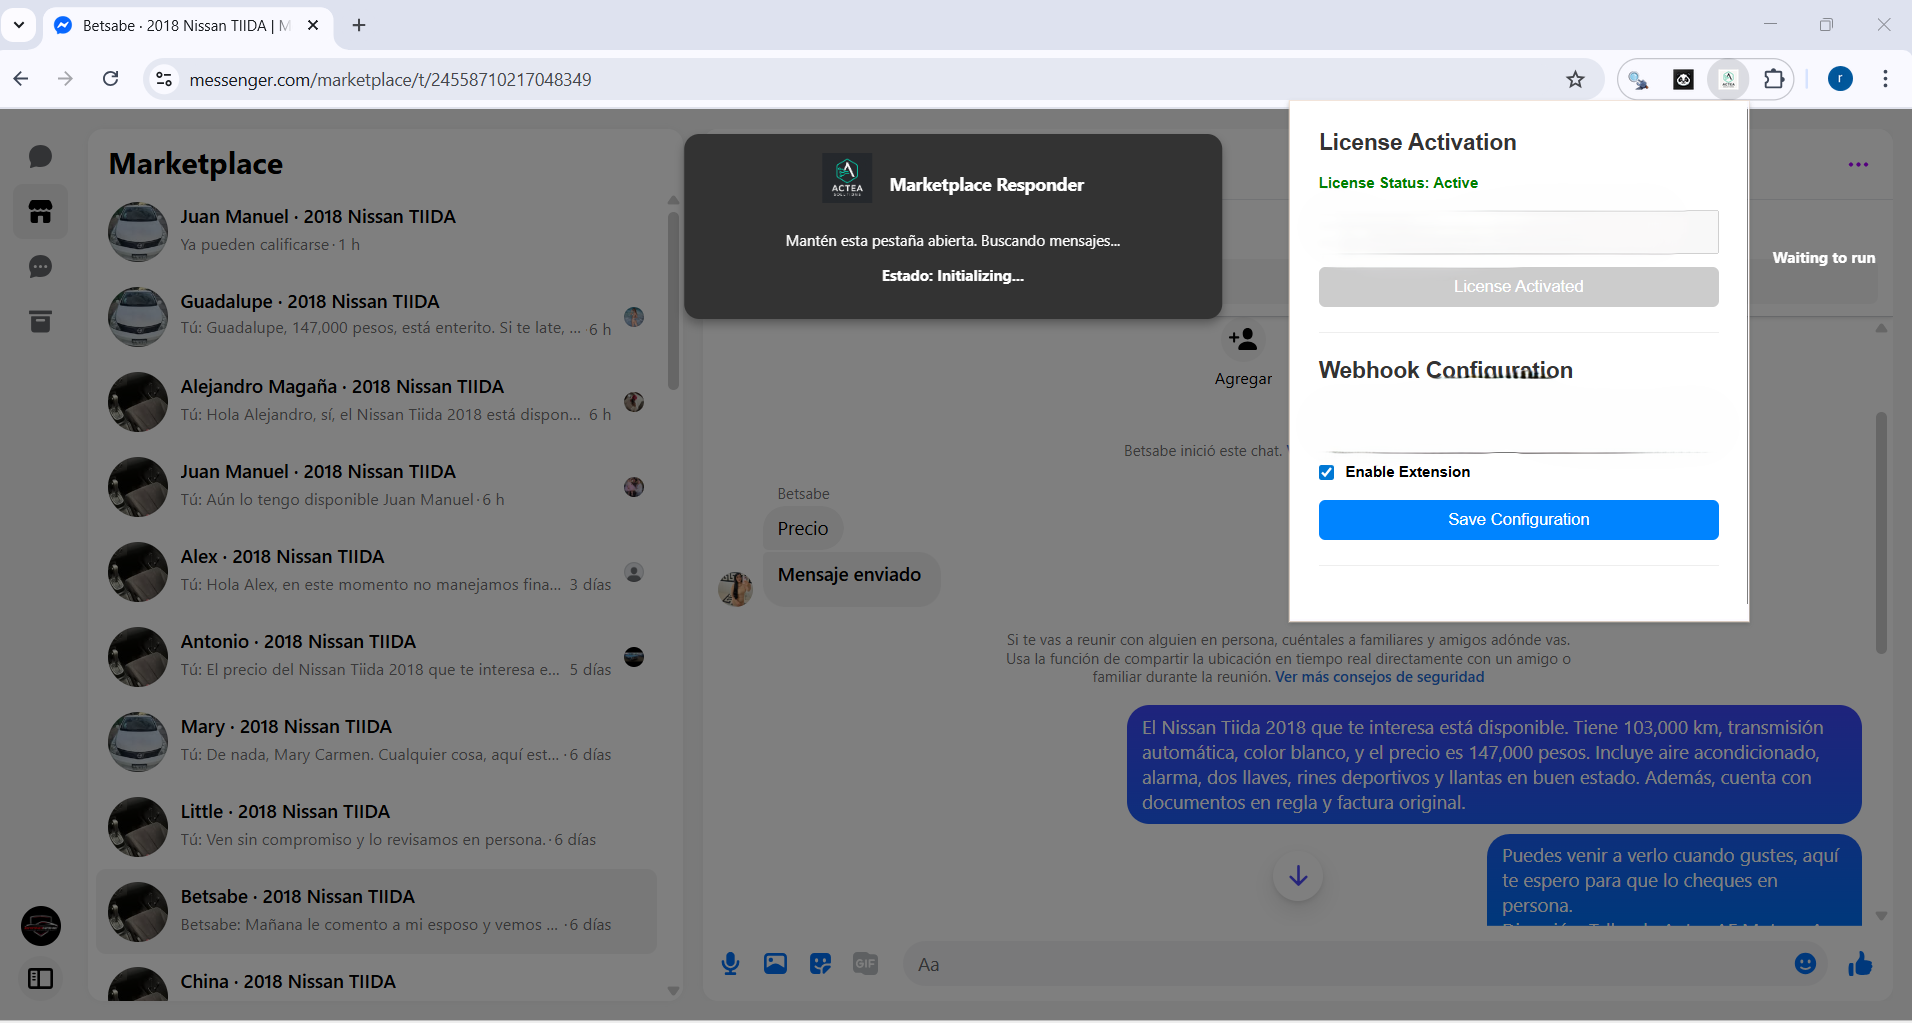 Betsabe · 2018 Nissan TIIDA | M
messenger.com/marketplace/t/24558710217048349
r
Marketplace
Juan Manuel · 2018 Nissan TIIDA
Ya pueden calificarse · 1 h
Guadalupe · 2018 Nissan TIIDA
Tú: Guadalupe, 147,000 pesos, está enterito. Si te late, ... · 6 h
Alejandro Magaña · 2018 Nissan TIIDA
Tú: Hola Alejandro, sí, el Nissan Tiida 2018 está dispon... · 6 h
Juan Manuel · 2018 Nissan TIIDA
Tú: Aún lo tengo disponible Juan Manuel · 6 h
Alex · 2018 Nissan TIIDA
Tú: Hola Alex, en este momento no manejamos fina... · 3 días
Antonio · 2018 Nissan TIIDA
Tú: El precio del Nissan Tiida 2018 que te interesa e... · 5 días
Mary · 2018 Nissan TIIDA
Tú: De nada, Mary Carmen. Cualquier cosa, aquí est... · 6 días
Little · 2018 Nissan TIIDA
Tú: Ven sin compromiso y lo revisamos en persona. · 6 días
Betsabe · 2018 Nissan TIIDA
Betsabe: Mañana le comento a mi esposo y vemos ... · 6 días
China · 2018 Nissan TIIDA
ACTEA
SOLUTIONS
Marketplace Responder
Mantén esta pestaña abierta. Buscando mensajes...
Estado: Initializing...
License Activation
License Status: Active
License Activated
Webhook Configuration
Enable Extension
Save Configuration
Waiting to run
Agregar
Betsabe inició este chat.
Betsabe
Precio
Mensaje enviado
Si te vas a reunir con alguien en persona, cuéntales a familiares y amigos adónde vas.
Usa la función de compartir la ubicación en tiempo real directamente con un amigo o
familiar durante la reunión. Ver más consejos de seguridad
El Nissan Tiida 2018 que te interesa está disponible. Tiene 103,000 km, transmisión
automática, color blanco, y el precio es 147,000 pesos. Incluye aire acondicionado,
alarma, dos llaves, rines deportivos y llantas en buen estado. Además, cuenta con
documentos en regla y factura original.
Puedes venir a verlo cuando gustes, aquí
te espero para que lo cheques en
persona.
GIF
Aa